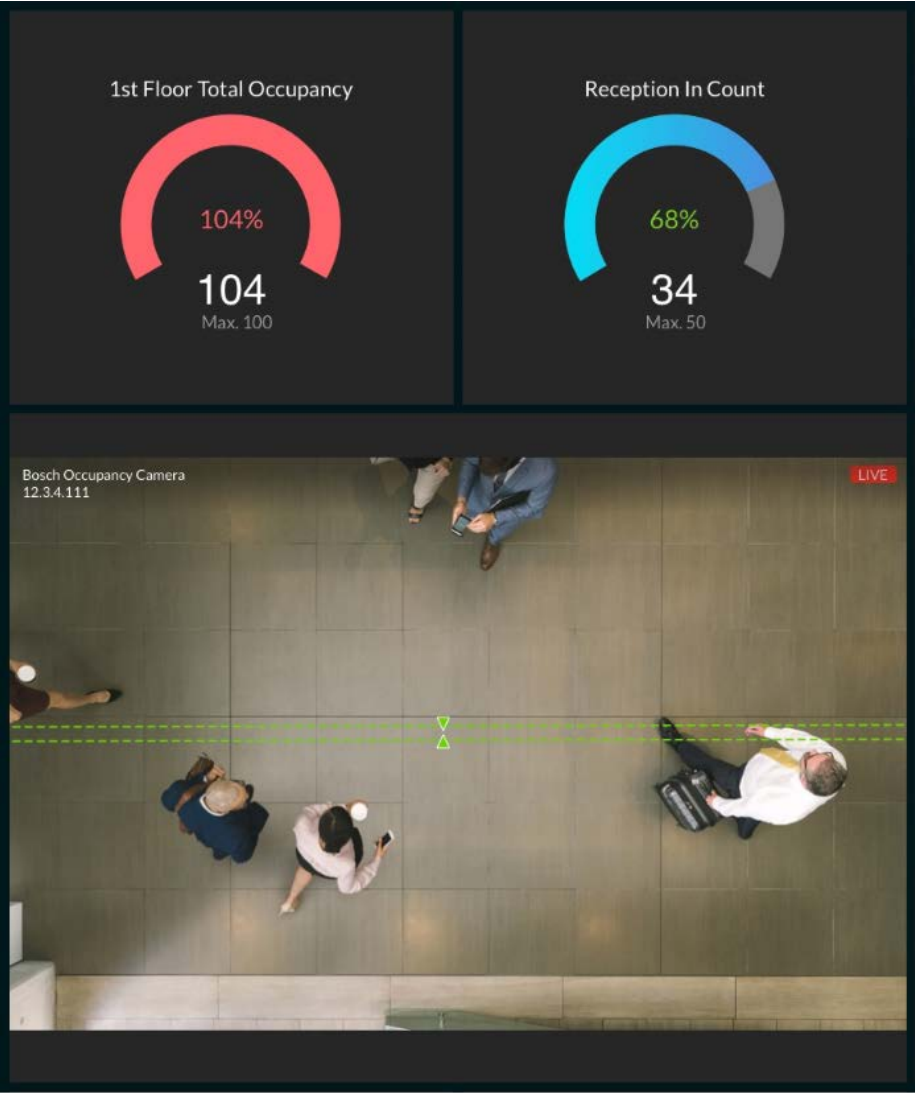 1st Floor Total Occupancy
104%
104
Max. 100
Reception In Count
68%
34
Max. 50
Bosch Occupancy Camera
12.3.4.111
LIVE